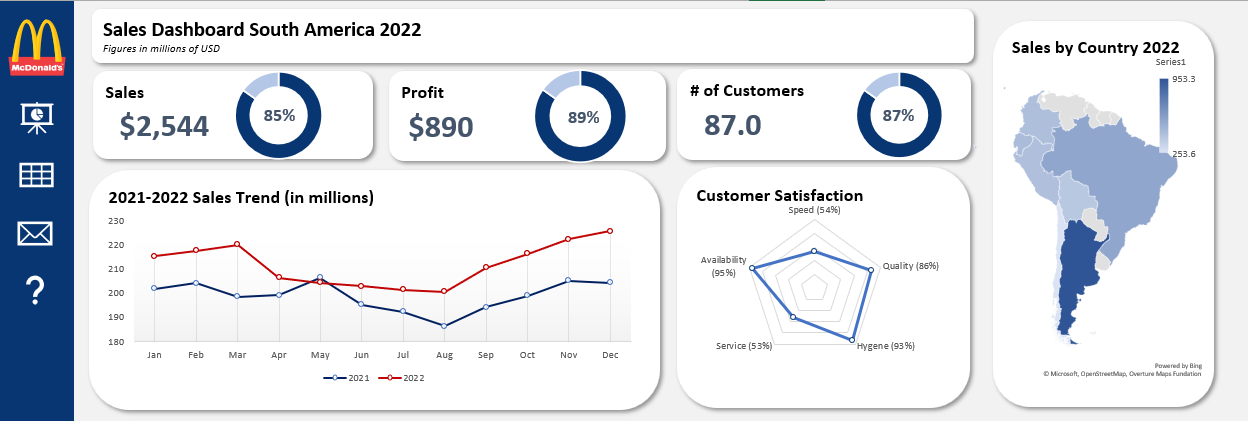 McDonald's
Sales Dashboard South America 2022
Figures in millions of USD
Sales
$2,544
85%
Profit
$890
89%
# of Customers
87.0
87%
2021-2022 Sales Trend (in millions)
230
220
210
200
190
180
Jan Feb Mar Apr May Jun Jul Aug Sep Oct Nov Dec
2021 2022
Customer Satisfaction
Speed (54%)
Quality (86%)
Hygene (93%)
Service (53%)
Availability
(95%)
Sales by Country 2022
Series1
953.3
253.6
Powered by Bing
© Microsoft, OpenStreetMap, Overture Maps Fundation